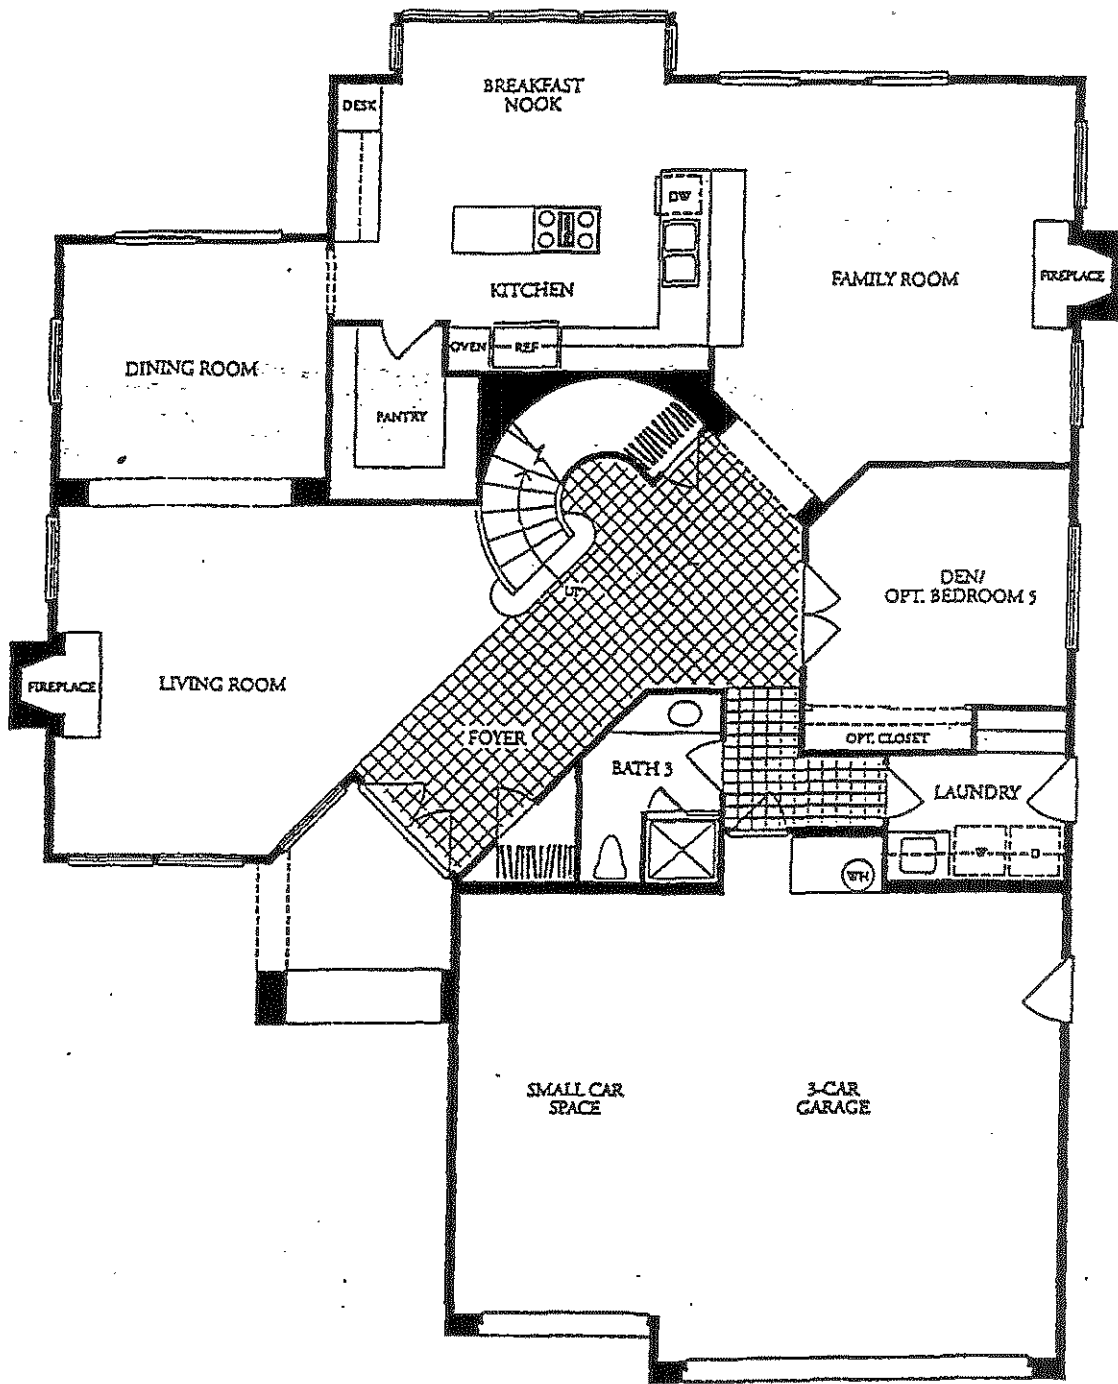 BREAKFAST
NOOK
DESK
DW
FAMILY ROOM
FIREPLACE
KITCHEN
OVEN
REF
DINING ROOM
PANTRY
UP
DEN/
OPT. BEDROOM 5
FIREPLACE
LIVING ROOM
FOYER
OPT. CLOSET
BATH 3
LAUNDRY
W
D
WH
SMALL CAR
SPACE
3-CAR
GARAGE